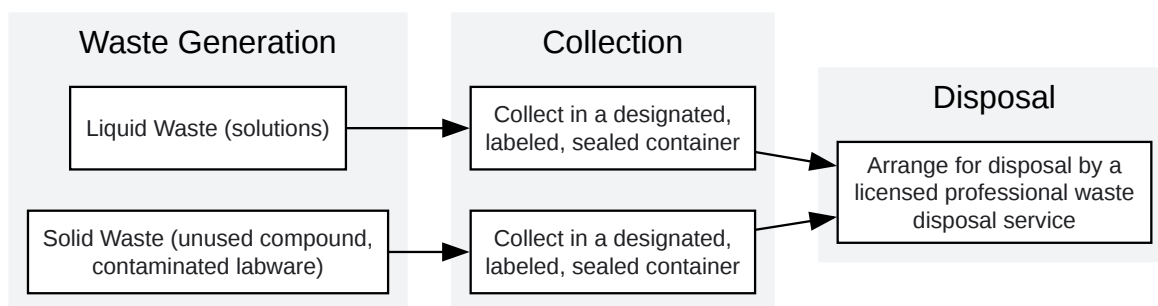 Waste Generation
Liquid Waste (solutions)
Solid Waste (unused compound,
contaminated labware)
Collection
Collect in a designated,
labeled, sealed container
Collect in a designated,
labeled, sealed container
Disposal
Arrange for disposal by a
licensed professional waste
disposal service